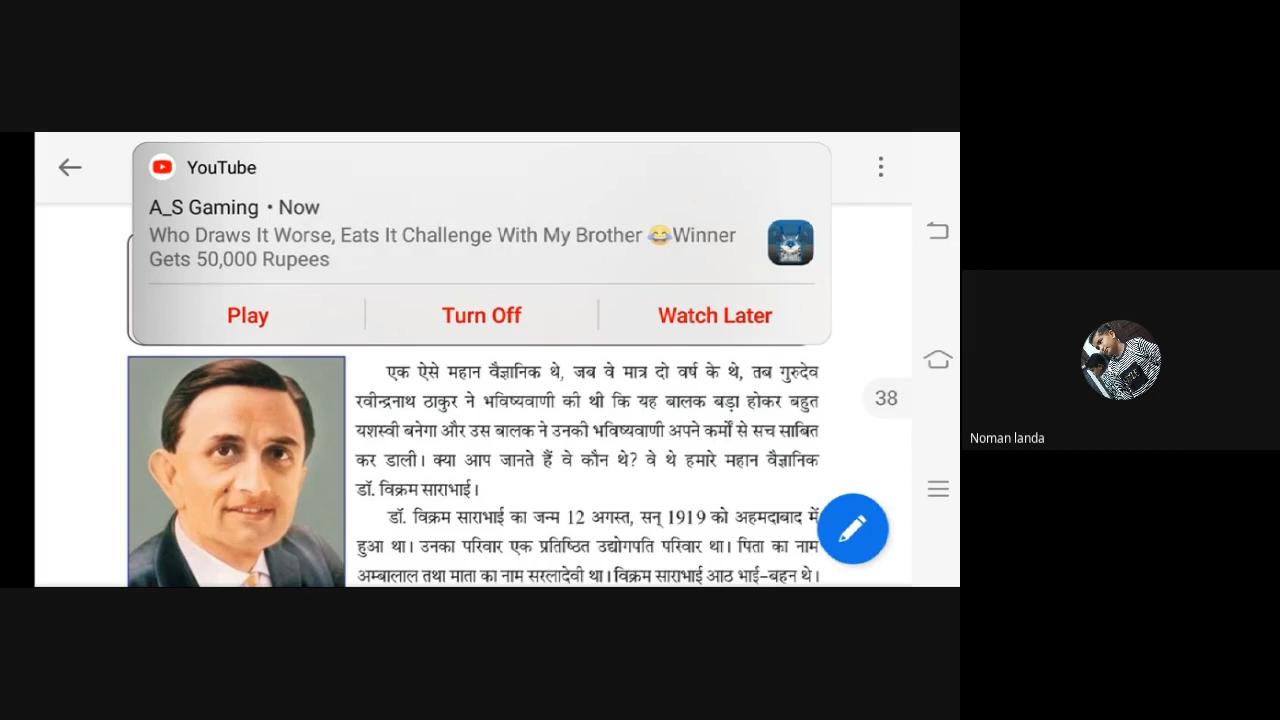 YouTube
A_S Gaming • Now
Who Draws It Worse, Eats It Challenge With My Brother 😂Winner
Gets 50,000 Rupees
Play
Turn Off
Watch Later
एक ऐसे महान वैज्ञानिक थे, जब वे मात्र दो वर्ष के थे, तब गुरुदेव
रवीन्द्रनाथ ठाकुर ने भविष्यवाणी की थी कि यह बालक बड़ा होकर बहुत
यशस्वी बनेगा और उस बालक ने उनकी भविष्यवाणी अपने कर्मों से सच साबित
कर डाली। क्या आप जानते हैं वे कौन थे? वे थे हमारे महान वैज्ञानिक
डॉ. विक्रम साराभाई।
डॉ. विक्रम साराभाई का जन्म 12 अगस्त, सन् 1919 को अहमदाबाद में
हुआ था। उनका परिवार एक प्रतिष्ठित उद्योगपति परिवार था। पिता का नाम
अम्बालाल तथा माता का नाम सरलादेवी था। विक्रम साराभाई आठ भाई-बहन थे।
38
Noman landa